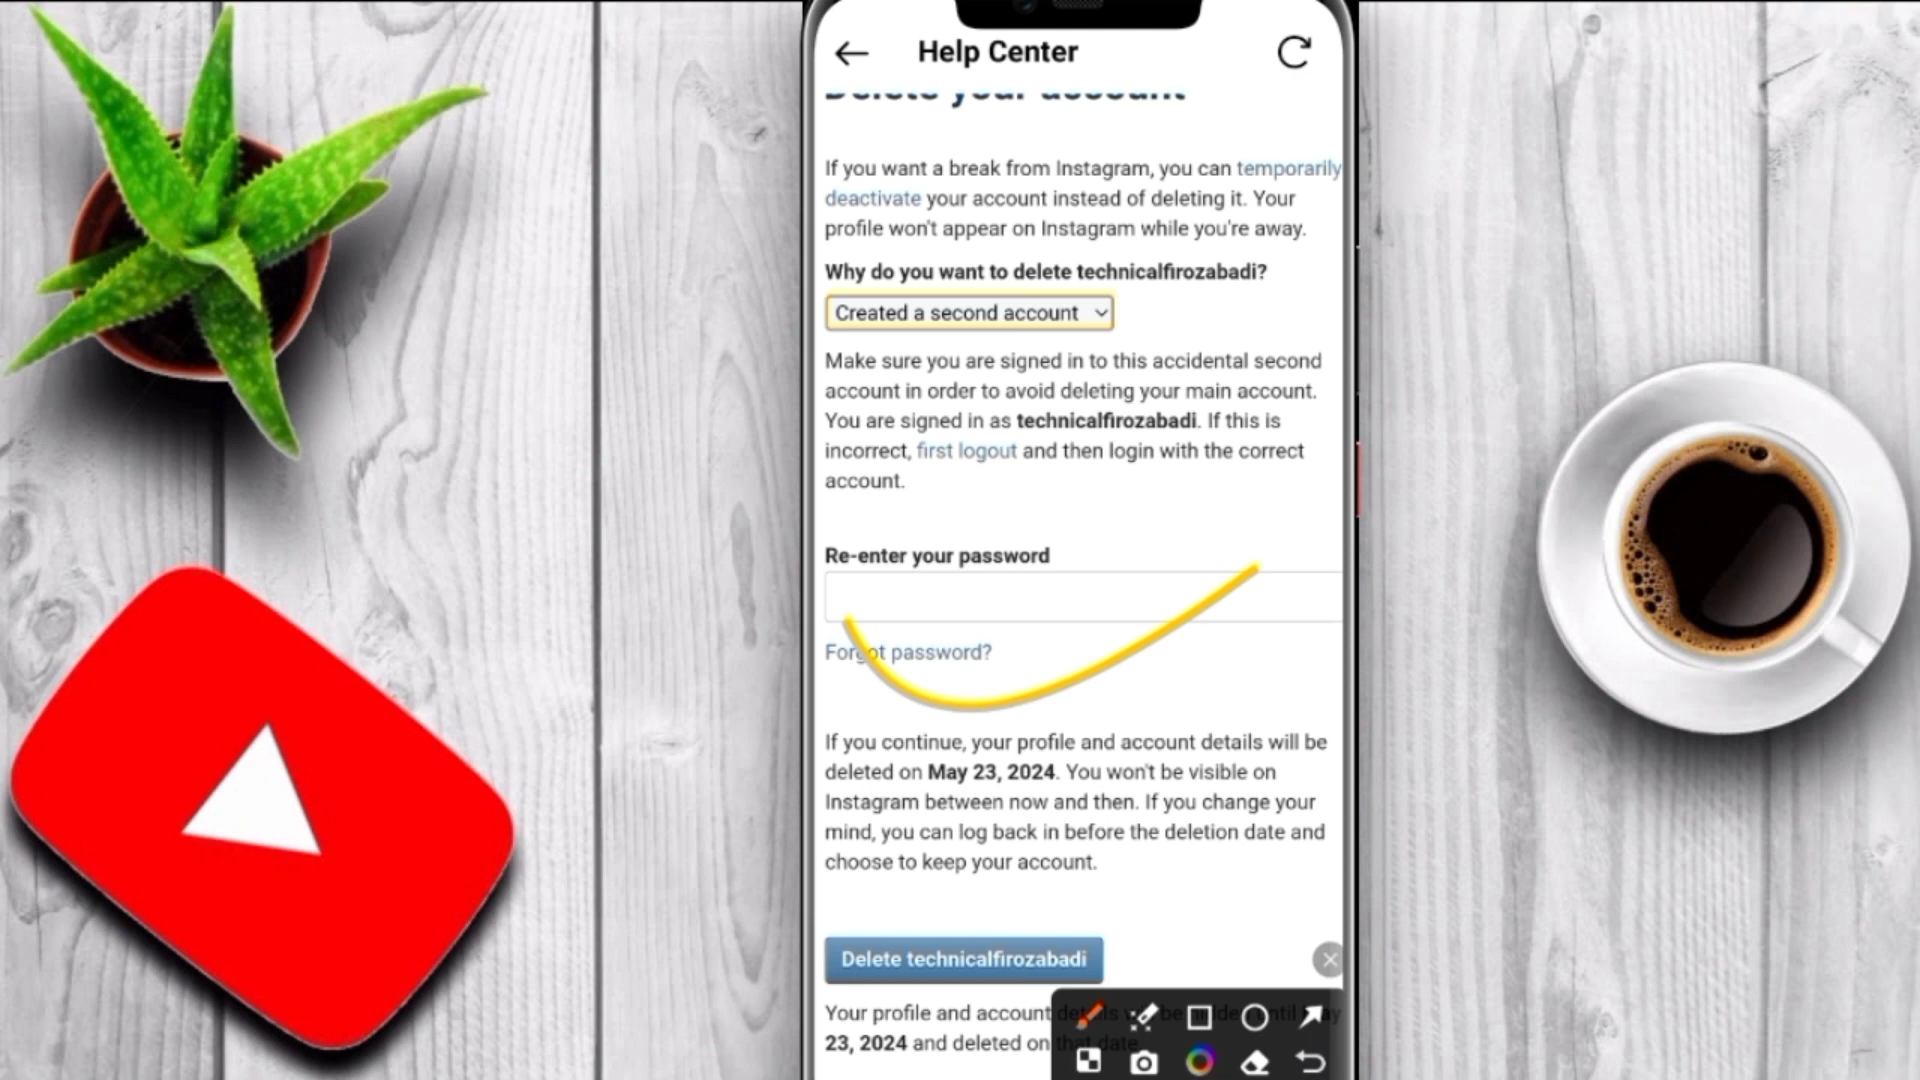 Help Center
Delete your account
If you want a break from Instagram, you can temporarily
deactivate your account instead of deleting it. Your
profile won't appear on Instagram while you're away.
Why do you want to delete technicalfirozabadi?
Created a second account
Make sure you are signed in to this accidental second
account in order to avoid deleting your main account.
You are signed in as technicalfirozabadi. If this is
incorrect, first logout and then login with the correct
account.
Re-enter your password
Forgot password?
If you continue, your profile and account details will be
deleted on May 23, 2024. You won't be visible on
Instagram between now and then. If you change your
mind, you can log back in before the deletion date and
choose to keep your account.
Delete technicalfirozabadi
Your profile and account details will be hidden until May
23, 2024 and deleted on that date.